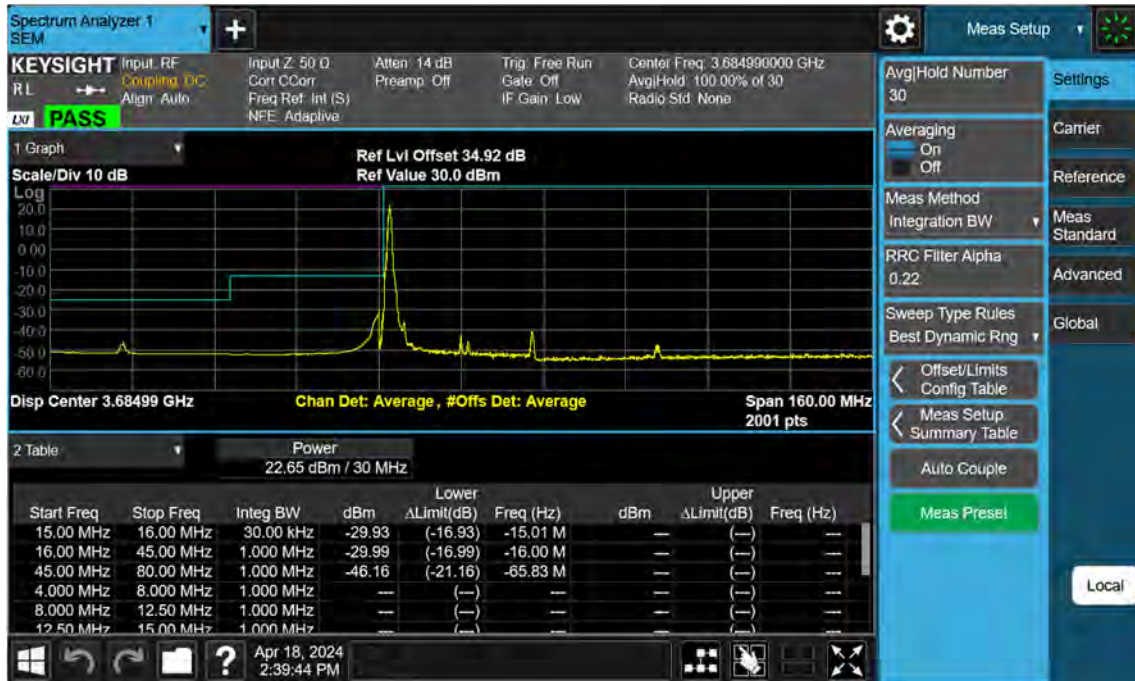 Spectrum Analyzer 1
SEM
Meas Setup
KEYSIGHT
RL
LXI PASS
Input: RF
Coupling: DC
Align: Auto
Input Z: 50 Ω
Corr CCorr
Freq Ref: Int (S)
NFE: Adaptive
Atten: 14 dB
Preamp: Off
Trig: Free Run
Gate: Off
IF Gain: Low
Center Freq: 3.684990000 GHz
Avg|Hold: 100.00% of 30
Radio Std: None
1 Graph
Scale/Div 10 dB
Ref Lvl Offset 34.92 dB
Ref Value 30.0 dBm
Log
20.0
10.0
0.00
-10.0
-20.0
-30.0
-40.0
-50.0
-60.0
Disp Center 3.68499 GHz
Chan Det: Average , #Offs Det: Average
Span 160.00 MHz
2001 pts
2 Table
Power
22.65 dBm / 30 MHz
Lower Upper
Start Freq Stop Freq Integ BW dBm ΔLimit(dB) Freq (Hz) dBm ΔLimit(dB) Freq (Hz)
15.00 MHz 16.00 MHz 30.00 kHz -29.93 (-16.93) -15.01 M --- (---) ---
16.00 MHz 45.00 MHz 1.000 MHz -29.99 (-16.99) -16.00 M --- (---) ---
45.00 MHz 80.00 MHz 1.000 MHz -46.16 (-21.16) -65.83 M --- (---) ---
4.000 MHz 8.000 MHz 1.000 MHz --- (---) --- --- (---) ---
8.000 MHz 12.50 MHz 1.000 MHz --- (---) --- --- (---) ---
12.50 MHz 15.00 MHz 1.000 MHz --- (---) --- --- (---) ---
?
Apr 18, 2024
2:39:44 PM
Avg|Hold Number
30
Averaging
On
Off
Meas Method
Integration BW
RRC Filter Alpha
0.22
Sweep Type Rules
Best Dynamic Rng
Offset/Limits
Config Table
Meas Setup
Summary Table
Auto Couple
Meas Preset
Settings
Carrier
Reference
Meas
Standard
Advanced
Global
Local